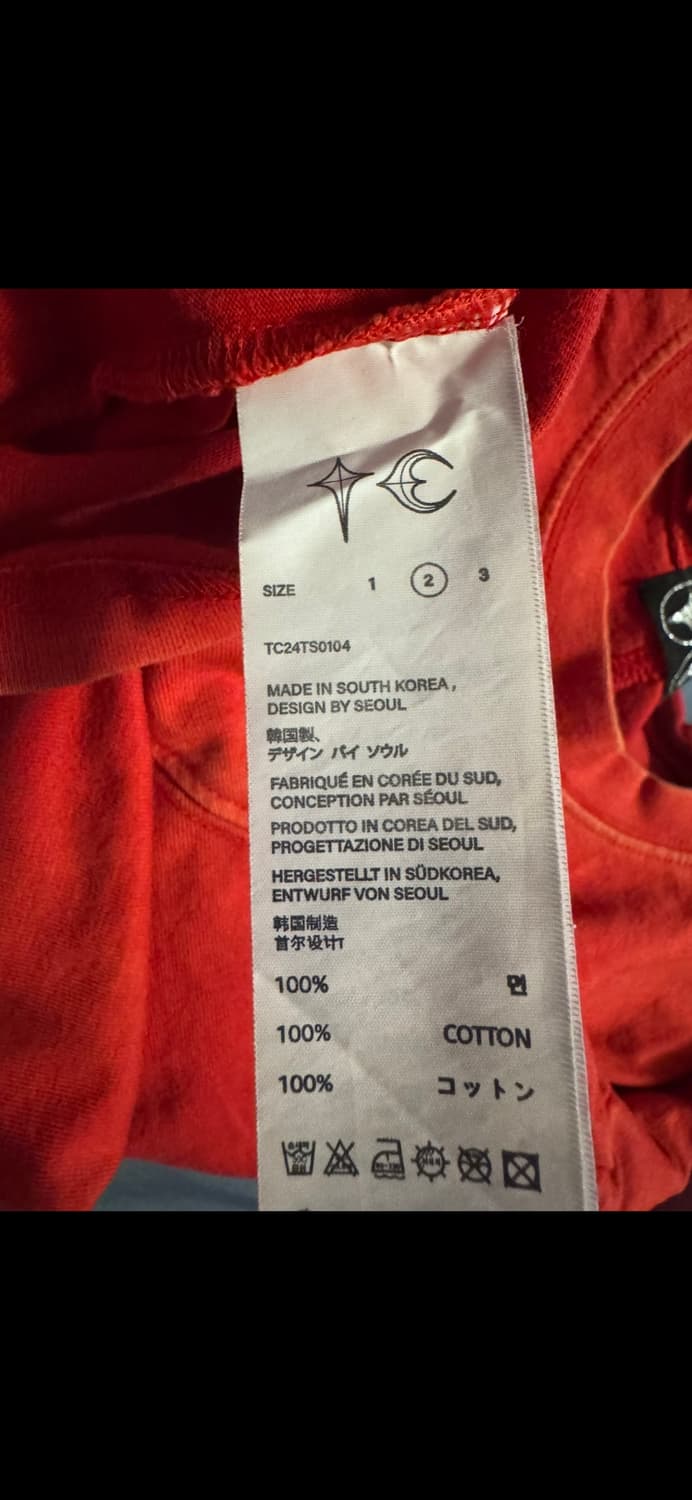 SIZE 1 2 3
TC24TS0104
MADE IN SOUTH KOREA,
DESIGN BY SEOUL
韓国製、
デザイン バイ ソウル
FABRIQUÉ EN CORÉE DU SUD,
CONCEPTION PAR SÉOUL
PRODOTTO IN COREA DEL SUD,
PROGETTAZIONE DI SEOUL
HERGESTELLT IN SÜDKOREA,
ENTWURF VON SEOUL
韩国制造
首尔设计
100% 면
100% COTTON
100% コットン